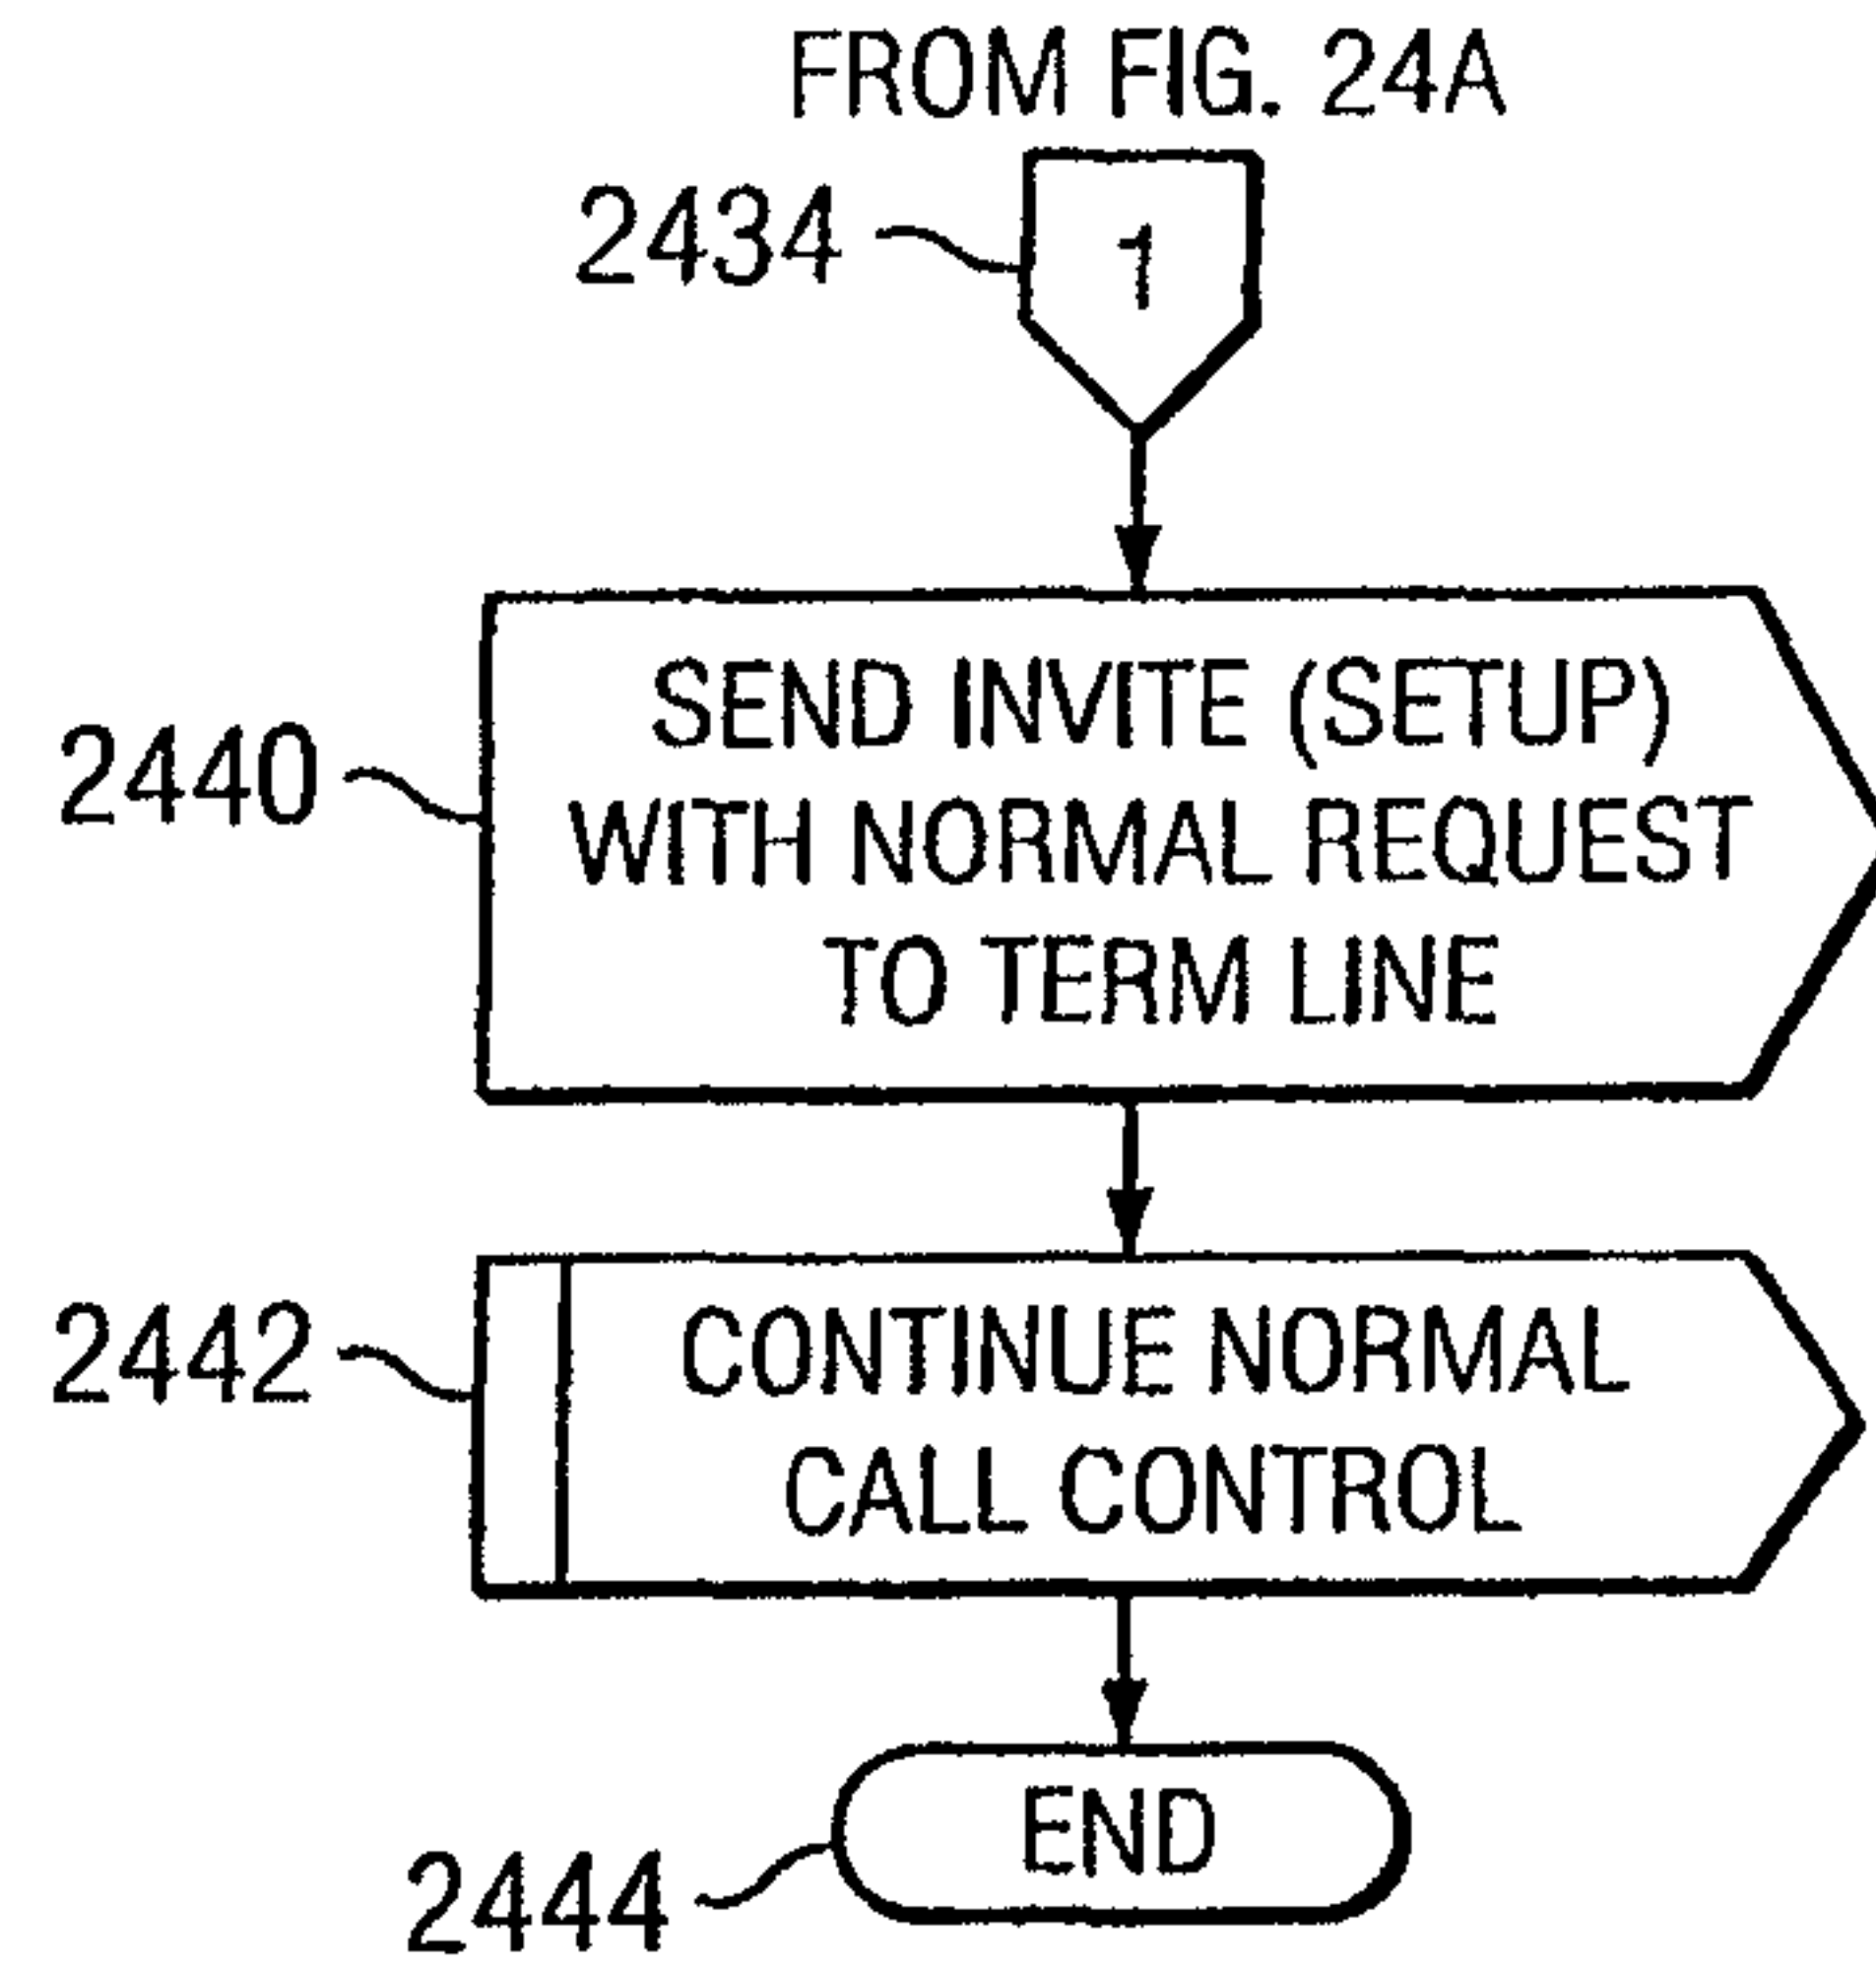 FROM FIG. 24A
2434
1
2440
SEND INVITE (SETUP)
WITH NORMAL REQUEST
TO TERM LINE
2442
CONTINUE NORMAL
CALL CONTROL
END
2444